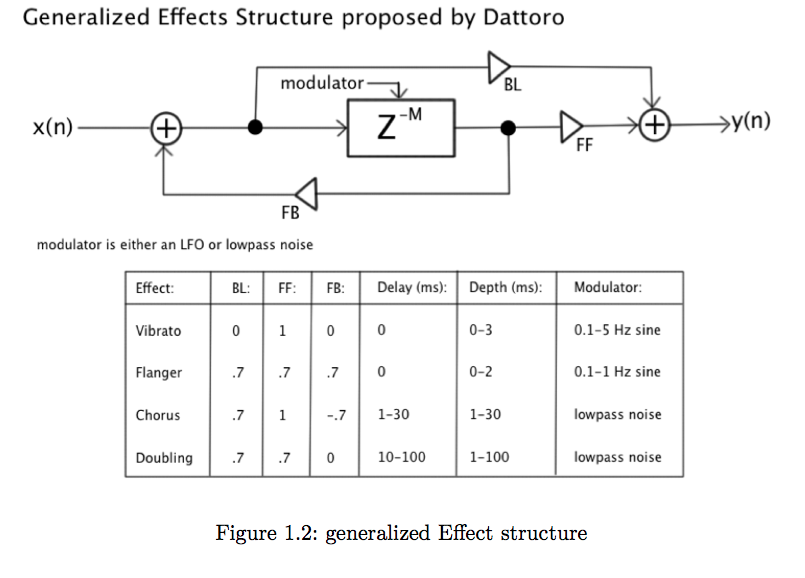 Generalized Effects Structure proposed by Dattoro
modulator
BL
x(n)
+
Z-M
FF
+
y(n)
FB
modulator is either an LFO or lowpass noise
Effect: BL: FF: FB: Delay (ms): Depth (ms): Modulator:
Vibrato 0 1 0 0 0-3 0.1-5 Hz sine
Flanger .7 .7 .7 0 0-2 0.1-1 Hz sine
Chorus .7 1 -.7 1-30 1-30 lowpass noise
Doubling .7 .7 0 10-100 1-100 lowpass noise
Figure 1.2: generalized Effect structure